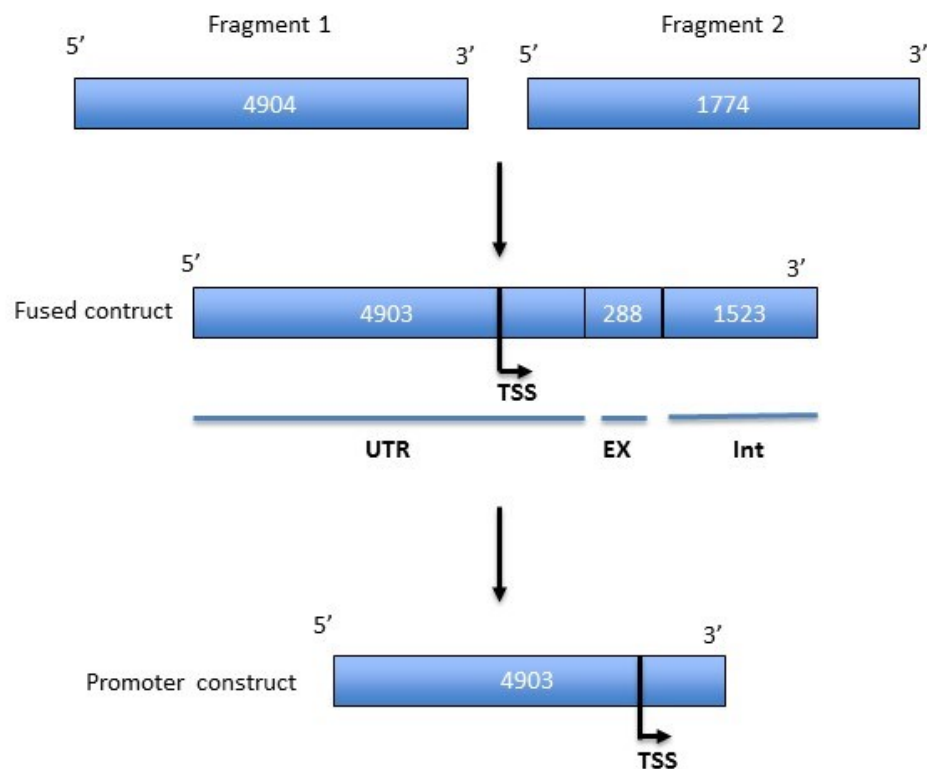 Fragment 1 Fragment 2
5’ 3’ 5’ 3’
4904 1774
5’ 3’
Fused contruct 4903 288 1523
TSS
UTR EX Int
5’ 3’
Promoter construct 4903
TSS